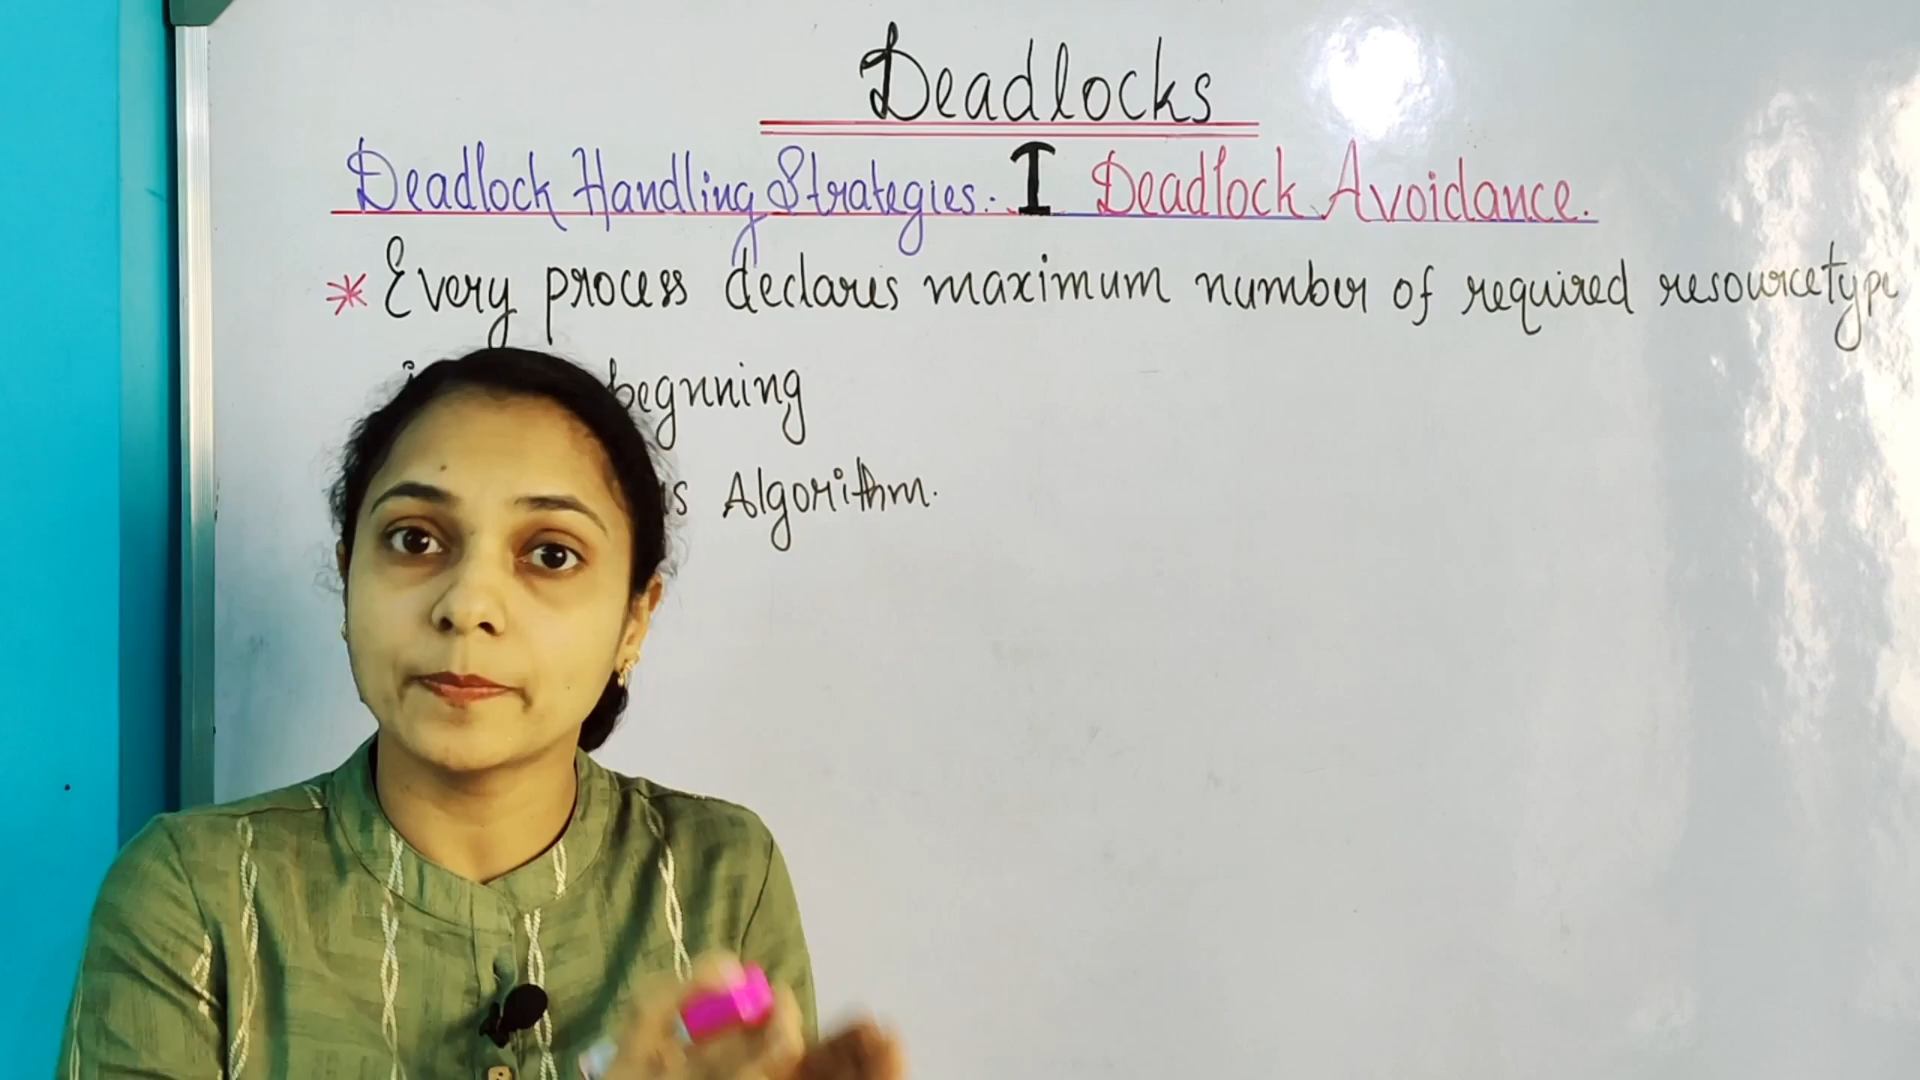 Deadlocks
Deadlock Handling Strategies:- I Deadlock Avoidance.
* Every process declares maximum number of required resourcetype
begnning
Algorithm.